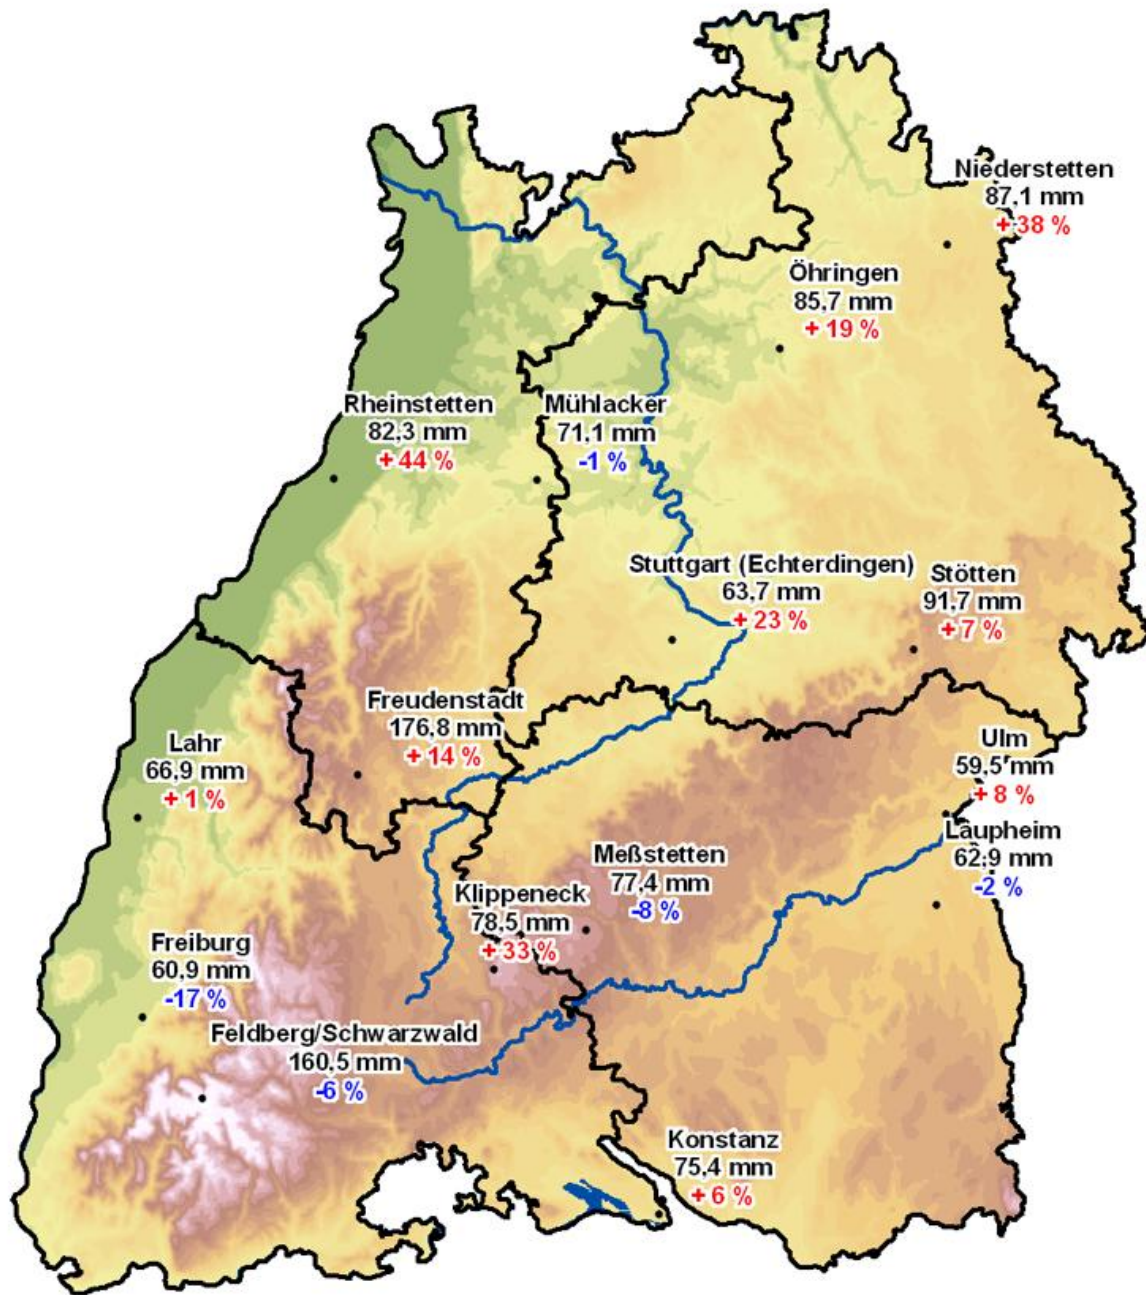 Niederstetten
87,1 mm
+ 38 %
Öhringen
85,7 mm
+ 19 %
Rheinstetten
82,3 mm
+ 44 %
Mühlacker
71,1 mm
-1 %
Stuttgart (Echterdingen)
63,7 mm
+ 23 %
Stötten
91,7 mm
+ 7 %
Freudenstadt
176,8 mm
+ 14 %
Lahr
66,9 mm
+ 1 %
Ulm
59,5 mm
+ 8 %
Laupheim
62,9 mm
-2 %
Meßstetten
77,4 mm
-8 %
Klippeneck
78,5 mm
+ 33 %
Freiburg
60,9 mm
-17 %
Feldberg/Schwarzwald
160,5 mm
-6 %
Konstanz
75,4 mm
+ 6 %